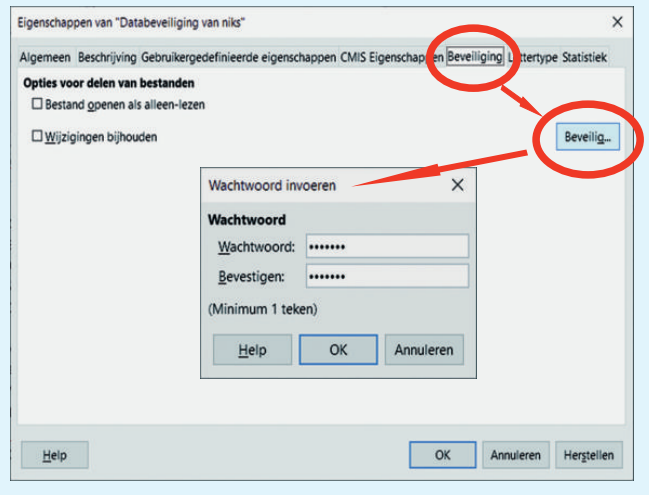 Eigenschappen van "Databeveiliging van niks"
Algemeen Beschrijving Gebruikergedefinieerde eigenschappen CMIS Eigenschappen Beveiliging Lettertype Statistiek
Opties voor delen van bestanden
Bestand openen als alleen-lezen
Wijzigingen bijhouden
Beveilig...
Wachtwoord invoeren
Wachtwoord
Wachtwoord: •••••••
Bevestigen: •••••••
(Minimum 1 teken)
Help OK Annuleren
Help OK Annuleren Herstellen